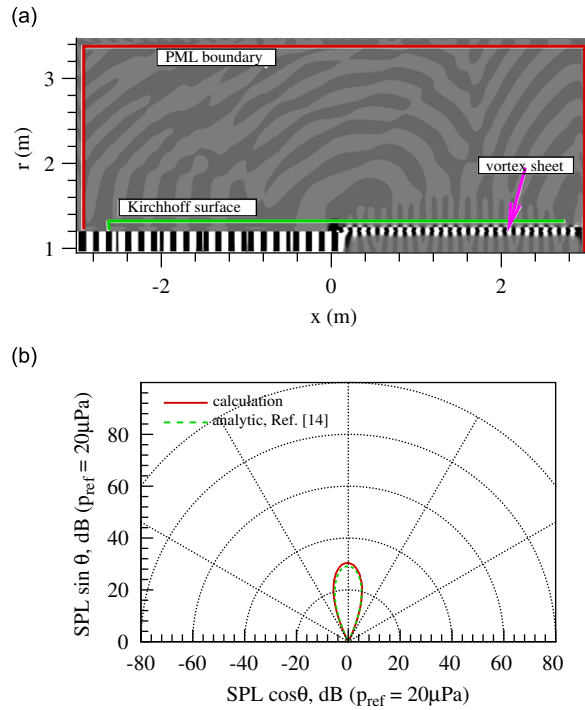 (a)
PML boundary
vortex sheet
Kirchhoff surface
r (m)
3
2
1
-2
0
2
x (m)
(b)
calculation
analytic, Ref. [14]
SPL sin θ, dB (p_ref = 20μPa)
80
60
40
20
0
-80
-60
-40
-20
0
20
40
60
80
SPL cosθ, dB (p_ref = 20μPa)